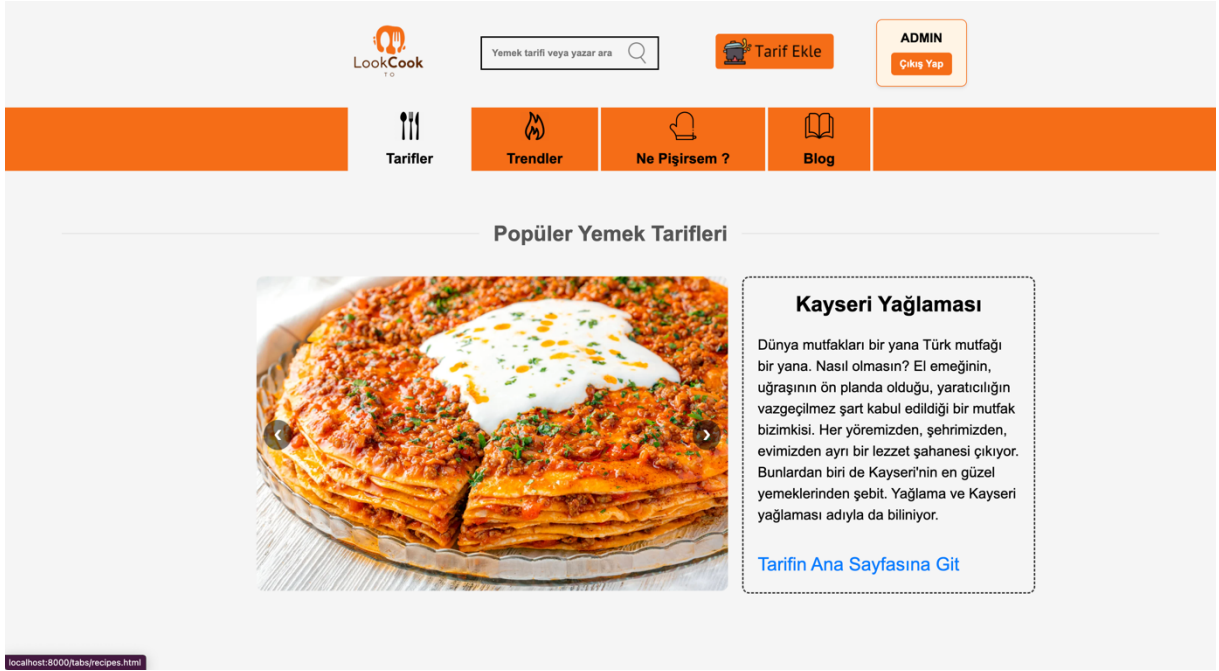 LookCook
TO
Yemek tarifi veya yazar ara
Tarif Ekle
ADMIN
Çıkış Yap
Tarifler
Trendler
Ne Pişirsem ?
Blog
Popüler Yemek Tarifleri
Kayseri Yağlaması
Dünya mutfakları bir yana Türk mutfağı
bir yana. Nasıl olmasın? El emeğinin,
uğraşının ön planda olduğu, yaratıcılığın
vazgeçilmez şart kabul edildiği bir mutfak
bizimkisi. Her yöremizden, şehrimizden,
evimizden ayrı bir lezzet şahanesi çıkıyor.
Bunlardan biri de Kayseri'nin en güzel
yemeklerinden şebit. Yağlama ve Kayseri
yağlaması adıyla da biliniyor.
Tarifin Ana Sayfasına Git
localhost:8000/tabs/recipes.html